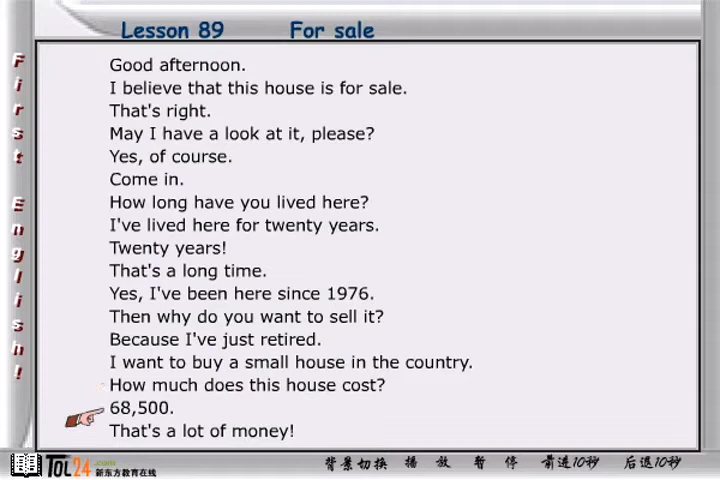 Lesson 89 For sale
First English!
Good afternoon.
I believe that this house is for sale.
That's right.
May I have a look at it, please?
Yes, of course.
Come in.
How long have you lived here?
I've lived here for twenty years.
Twenty years!
That's a long time.
Yes, I've been here since 1976.
Then why do you want to sell it?
Because I've just retired.
I want to buy a small house in the country.
How much does this house cost?
68,500.
That's a lot of money!
TOL24.com
新东方教育在线
背景切换 播放 暂停 前进10秒 后退10秒